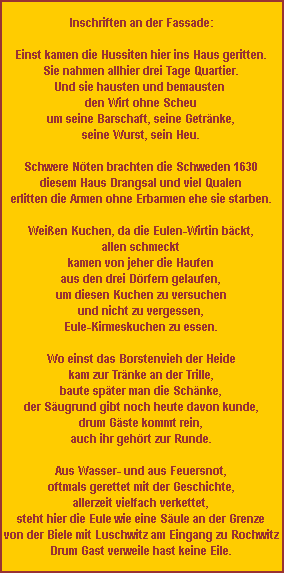 Inschriften an der Fassade:
Einst kamen die Hussiten hier ins Haus geritten.
Sie nahmen allhier drei Tage Quartier.
Und sie hausten und bemausten
den Wirt ohne Scheu
um seine Barschaft, seine Getränke,
seine Wurst, sein Heu.
Schwere Nöten brachten die Schweden 1630
diesem Haus Drangsal und viel Qualen
erlitten die Armen ohne Erbarmen ehe sie starben.
Weißen Kuchen, da die Eulen-Wirtin bäckt,
allen schmeckt
kamen von jeher die Haufen
aus den drei Dörfern gelaufen,
um diesen Kuchen zu versuchen
und nicht zu vergessen,
Eule-Kirmeskuchen zu essen.
Wo einst das Borstenvieh der Heide
kam zur Tränke an der Trille,
baute später man die Schänke,
der Säugrund gibt noch heute davon kunde,
drum Gäste kommt rein,
auch ihr gehört zur Runde.
Aus Wasser- und aus Feuersnot,
oftmals gerettet mit der Geschichte,
allerzeit vielfach verkettet,
steht hier die Eule wie eine Säule an der Grenze
von der Biele mit Luschwitz am Eingang zu Rochwitz
Drum Gast verweile hast keine Eile.